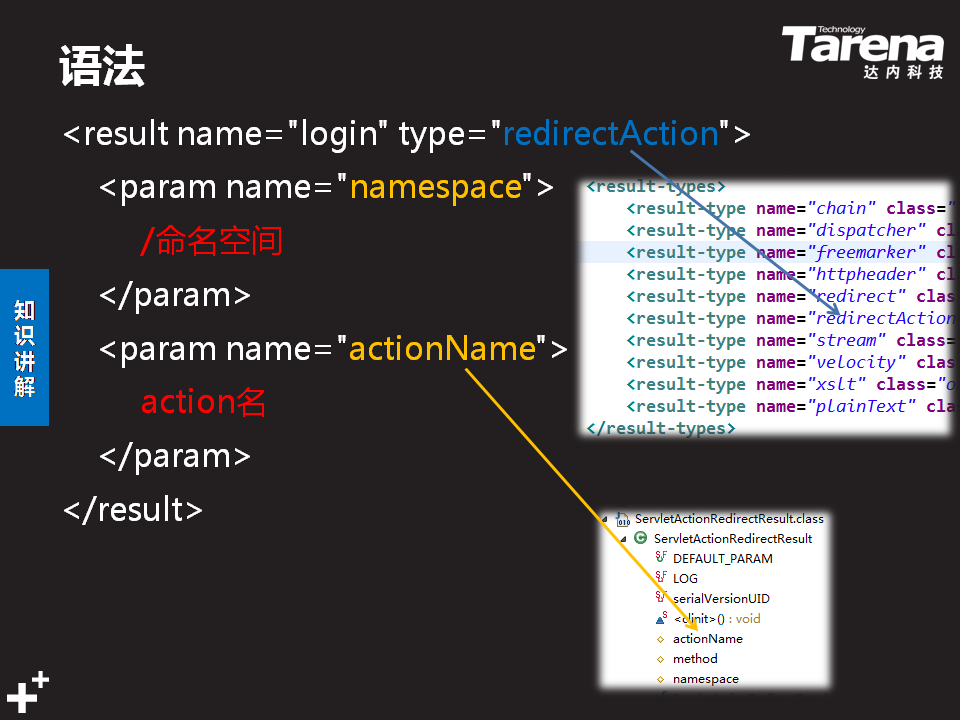 语法
Technology
Tarena
达内科技
<result name="login" type="redirectAction">
<param name="namespace">
/命名空间
</param>
<param name="actionName">
action名
</param>
</result>
知识讲解
<result-types>
<result-type name="chain" class="
<result-type name="dispatcher" cl
<result-type name="freemarker" cl
<result-type name="httpheader" cl
<result-type name="redirect" clas
<result-type name="redirectAction
<result-type name="stream" class=
<result-type name="velocity" clas
<result-type name="xslt" class="o
<result-type name="plainText" cla
</result-types>
ServletActionRedirectResult.class
ServletActionRedirectResult
DEFAULT_PARAM
LOG
serialVersionUID
<clinit>() : void
actionName
method
namespace